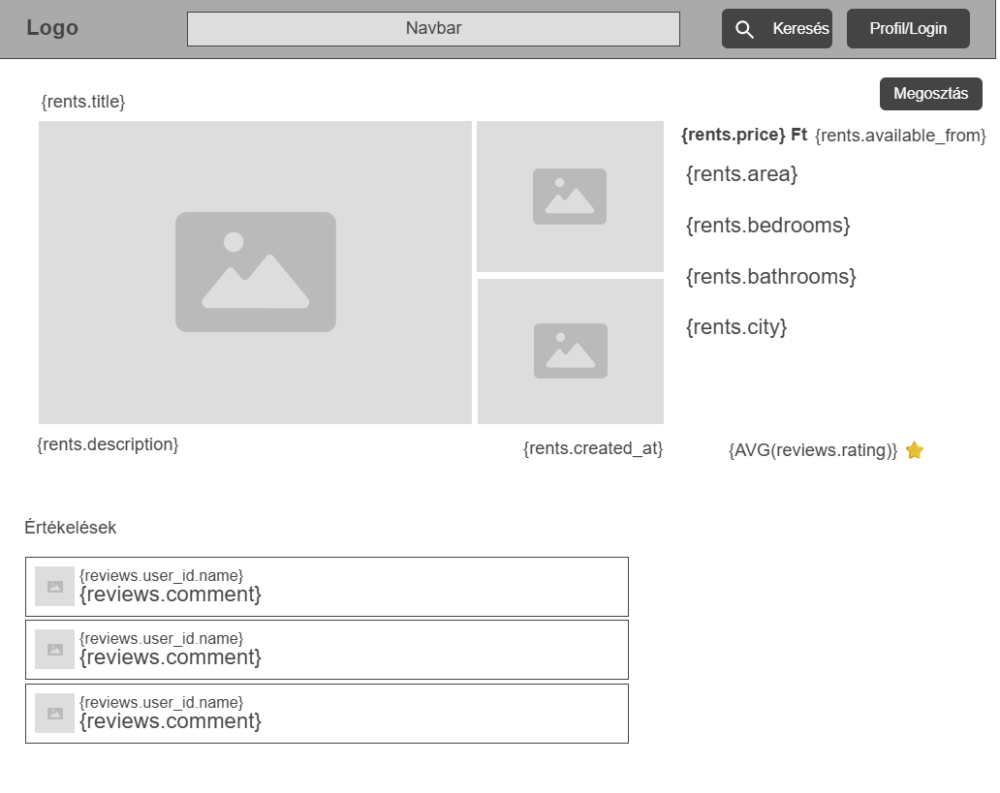 Logo
Navbar
Keresés
Profil/Login
{rents.title}
Megosztás
{rents.price} Ft {rents.available_from}
{rents.area}
{rents.bedrooms}
{rents.bathrooms}
{rents.city}
{rents.description}
{rents.created_at}
{AVG(reviews.rating)}
Értékelések
{reviews.user_id.name}
{reviews.comment}
{reviews.user_id.name}
{reviews.comment}
{reviews.user_id.name}
{reviews.comment}